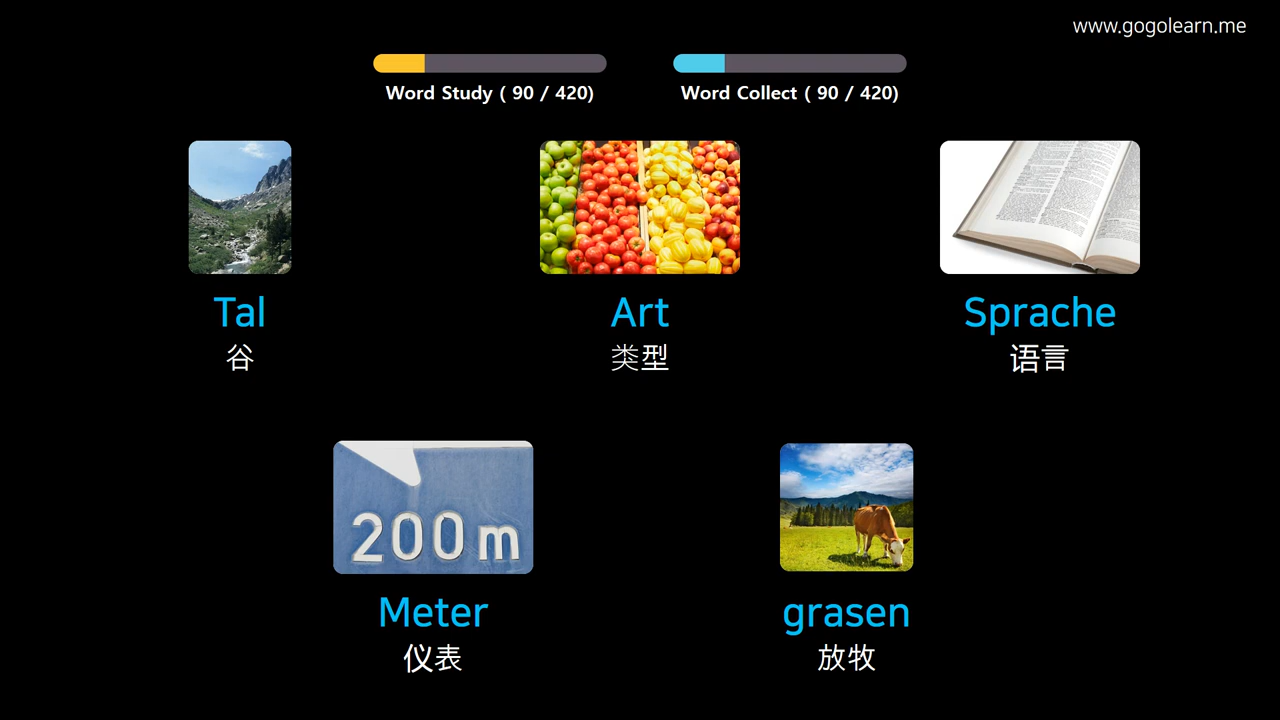 www.gogolearn.me
Word Study ( 90 / 420)
Word Collect ( 90 / 420)
Tal
谷
Art
类型
Sprache
语言
200 m
Meter
仪表
grasen
放牧